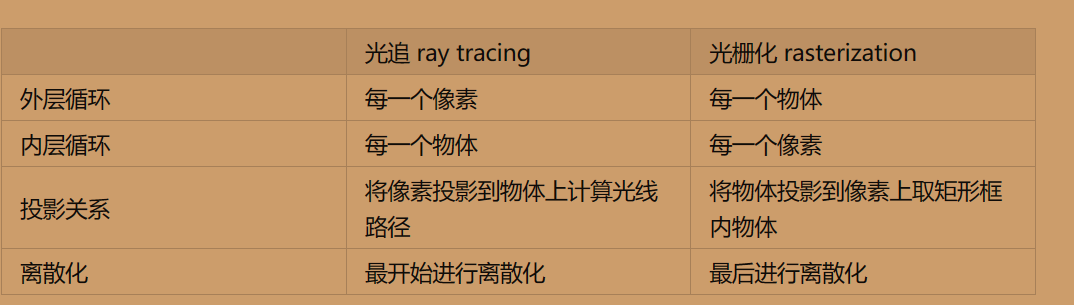 光追 ray tracing
光栅化 rasterization
外层循环
每一个像素
每一个物体
内层循环
每一个物体
每一个像素
投影关系
将像素投影到物体上计算光线
路径
将物体投影到像素上取矩形框
内物体
离散化
最开始进行离散化
最后进行离散化